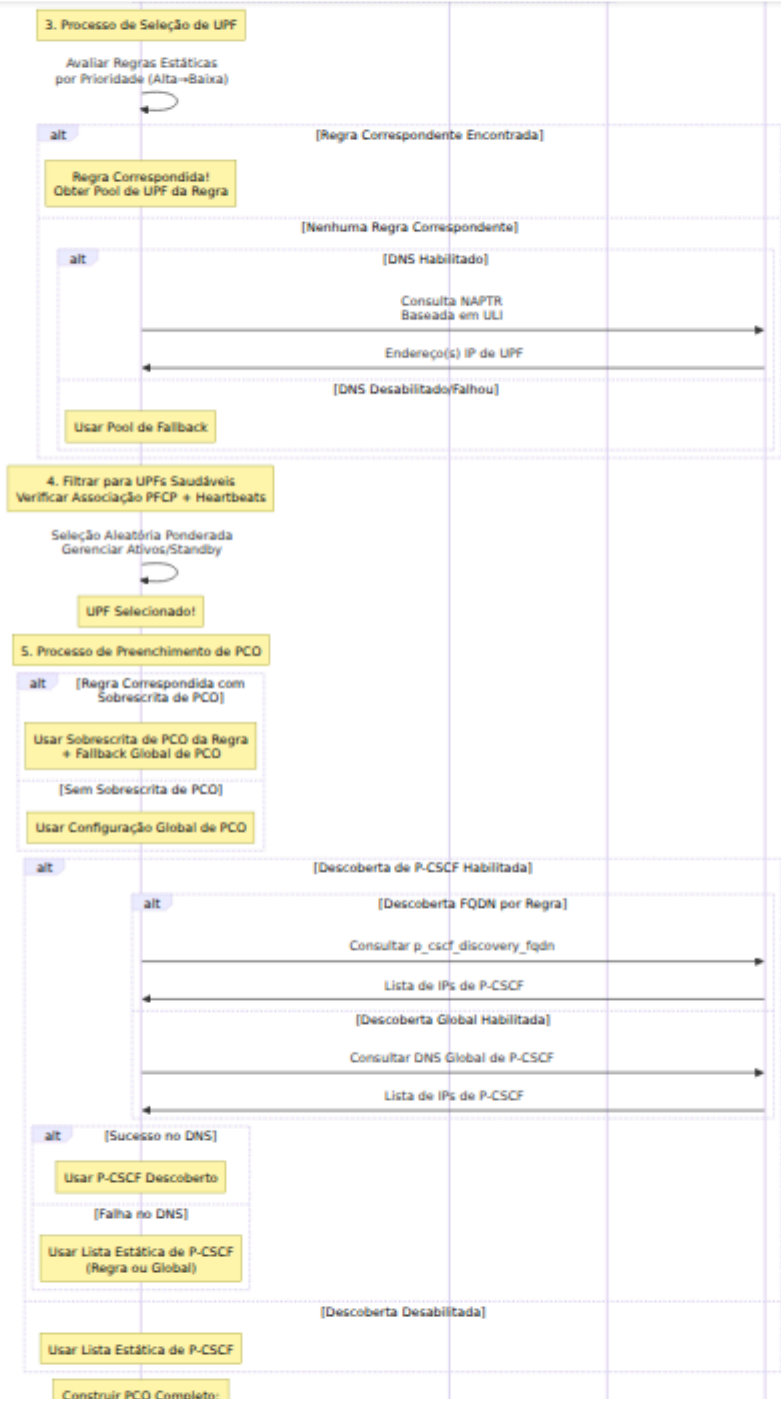 3. Processo de Seleção de UPF
Avaliar Regras Estáticas
por Prioridade (Alta→Baixa)
alt
[Regra Correspondente Encontrada]
Regra Correspondida!
Obter Pool de UPF da Regra
[Nenhuma Regra Correspondente]
alt
[DNS Habilitado]
Consulta NAPTR
Baseada em ULI
Endereço(s) IP de UPF
[DNS Desabilitado/Falhou]
Usar Pool de Fallback
4. Filtrar para UPFs Saudáveis
Verificar Associação PFCP + Heartbeats
Seleção Aleatória Ponderada
Gerenciar Ativos/Standby
UPF Selecionado!
5. Processo de Preenchimento de PCO
alt
[Regra Correspondida com
Sobrescrita de PCO]
Usar Sobrescrita de PCO da Regra
+ Fallback Global de PCO
[Sem Sobrescrita de PCO]
Usar Configuração Global de PCO
alt
[Descoberta de P-CSCF Habilitada]
alt
[Descoberta FQDN por Regra]
Consultar p_cscf_discovery_fqdn
Lista de IPs de P-CSCF
[Descoberta Global Habilitada]
Consultar DNS Global de P-CSCF
Lista de IPs de P-CSCF
alt
[Sucesso no DNS]
Usar P-CSCF Descoberto
[Falha no DNS]
Usar Lista Estática de P-CSCF
(Regra ou Global)
[Descoberta Desabilitada]
Usar Lista Estática de P-CSCF
Construir PCO Completo: